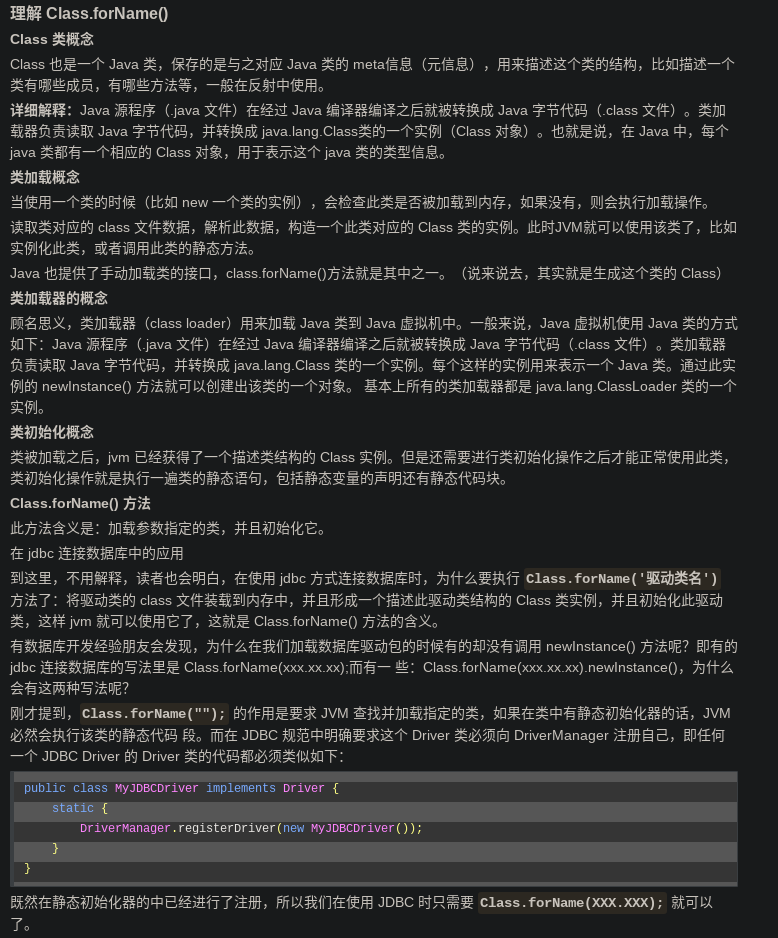 理解 Class.forName()
Class 类概念
Class 也是一个 Java 类，保存的是与之对应 Java 类的 meta信息（元信息），用来描述这个类的结构，比如描述一个
类有哪些成员，有哪些方法等，一般在反射中使用。
详细解释：Java 源程序（.java 文件）在经过 Java 编译器编译之后就被转换成 Java 字节代码（.class 文件）。类加
载器负责读取 Java 字节代码，并转换成 java.lang.Class类的一个实例（Class 对象）。也就是说，在 Java 中，每个
java 类都有一个相应的 Class 对象，用于表示这个 java 类的类型信息。
类加载概念
当使用一个类的时候（比如 new 一个类的实例），会检查此类是否被加载到内存，如果没有，则会执行加载操作。
读取类对应的 class 文件数据，解析此数据，构造一个此类对应的 Class 类的实例。此时JVM就可以使用该类了，比如
实例化此类，或者调用此类的静态方法。
Java 也提供了手动加载类的接口，class.forName()方法就是其中之一。（说来说去，其实就是生成这个类的 Class）
类加载器的概念
顾名思义，类加载器（class loader）用来加载 Java 类到 Java 虚拟机中。一般来说，Java 虚拟机使用 Java 类的方式
如下：Java 源程序（.java 文件）在经过 Java 编译器编译之后就被转换成 Java 字节代码（.class 文件）。类加载器
负责读取 Java 字节代码，并转换成 java.lang.Class 类的一个实例。每个这样的实例用来表示一个 Java 类。通过此实
例的 newInstance() 方法就可以创建出该类的一个对象。 基本上所有的类加载器都是 java.lang.ClassLoader 类的一个
实例。
类初始化概念
类被加载之后，jvm 已经获得了一个描述类结构的 Class 实例。但是还需要进行类初始化操作之后才能正常使用此类，
类初始化操作就是执行一遍类的静态语句，包括静态变量的声明还有静态代码块。
Class.forName() 方法
此方法含义是：加载参数指定的类，并且初始化它。
在 jdbc 连接数据库中的应用
到这里，不用解释，读者也会明白，在使用 jdbc 方式连接数据库时，为什么要执行 Class.forName('驱动类名')
方法了：将驱动类的 class 文件装载到内存中，并且形成一个描述此驱动类结构的 Class 类实例，并且初始化此驱动
类，这样 jvm 就可以使用它了，这就是 Class.forName() 方法的含义。
有数据库开发经验朋友会发现，为什么在我们加载数据库驱动包的时候有的却没有调用 newInstance() 方法呢？即有的
jdbc 连接数据库的写法里是 Class.forName(xxx.xx.xx);而有一 些：Class.forName(xxx.xx.xx).newInstance()，为什么
会有这两种写法呢？
刚才提到，Class.forName(""); 的作用是要求 JVM 查找并加载指定的类，如果在类中有静态初始化器的话，JVM
必然会执行该类的静态代码 段。而在 JDBC 规范中明确要求这个 Driver 类必须向 DriverManager 注册自己，即任何
一个 JDBC Driver 的 Driver 类的代码都必须类似如下：
public class MyJDBCDriver implements Driver {
static {
DriverManager.registerDriver(new MyJDBCDriver());
}
}
既然在静态初始化器的中已经进行了注册，所以我们在使用 JDBC 时只需要 Class.forName(XXX.XXX); 就可以
了。